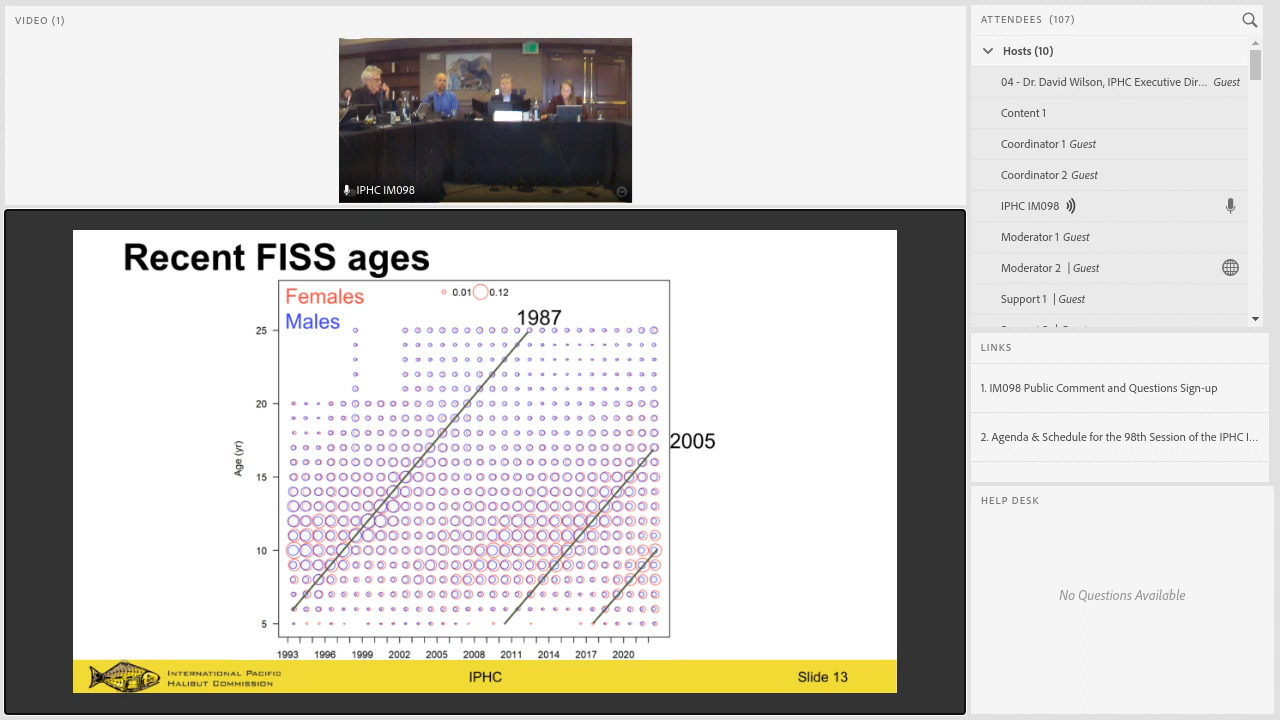 VIDEO (1)
IPHC IM098
Recent FISS ages
Females
Males
0.01
0.12
1987
2005
25
20
15
10
5
Age (yr)
1993
1996
1999
2002
2005
2008
2011
2014
2017
2020
INTERNATIONAL PACIFIC
HALIBUT COMMISSION
IPHC
Slide 13
ATTENDEES (107)
Hosts (10)
04 - Dr. David Wilson, IPHC Executive Dir... Guest
Content 1
Coordinator 1 Guest
Coordinator 2 Guest
IPHC IM098
Moderator 1 Guest
Moderator 2 | Guest
Support 1 | Guest
LINKS
1. IM098 Public Comment and Questions Sign-up
2. Agenda & Schedule for the 98th Session of the IPHC I...
HELP DESK
No Questions Available